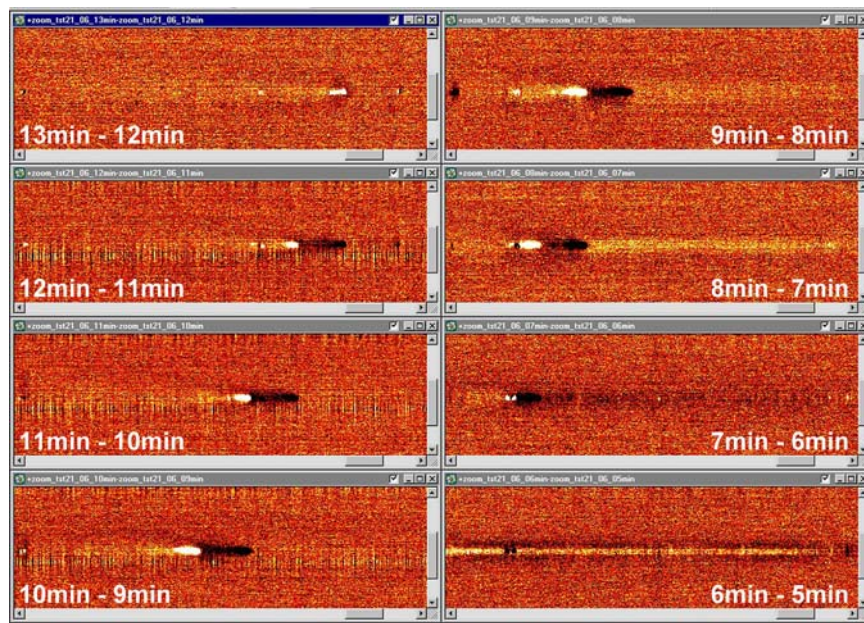 *zoom_tst21_06_13min-zoom_tst21_06_12min
13min - 12min
*zoom_tst21_06_12min-zoom_tst21_06_11min
12min - 11min
*zoom_tst21_06_11min-zoom_tst21_06_10min
11min - 10min
*zoom_tst21_06_10min-zoom_tst21_06_09min
10min - 9min
*zoom_tst21_06_09min-zoom_tst21_06_08min
9min - 8min
*zoom_tst21_06_08min-zoom_tst21_06_07min
8min - 7min
*zoom_tst21_06_07min-zoom_tst21_06_06min
7min - 6min
*zoom_tst21_06_06min-zoom_tst21_06_05min
6min - 5min